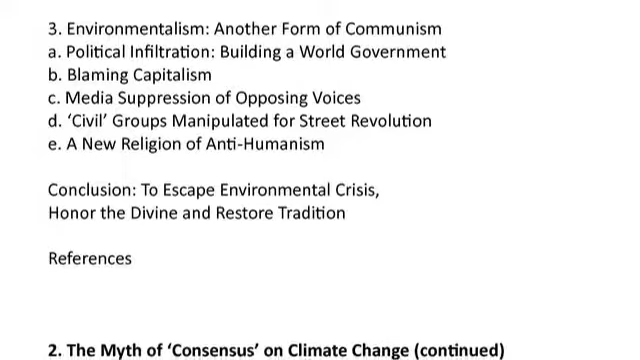 3. Environmentalism: Another Form of Communism
a. Political Infiltration: Building a World Government
b. Blaming Capitalism
c. Media Suppression of Opposing Voices
d. ‘Civil’ Groups Manipulated for Street Revolution
e. A New Religion of Anti-Humanism
Conclusion: To Escape Environmental Crisis,
Honor the Divine and Restore Tradition
References
2. The Myth of ‘Consensus’ on Climate Change (continued)